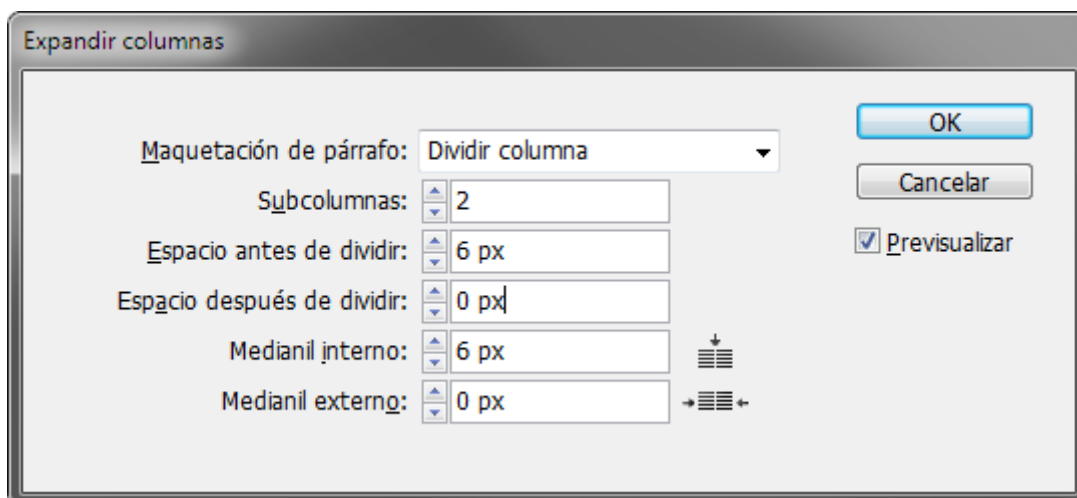 Expandir columnas
Maquetación de párrafo: Dividir columna
Subcolumnas: 2
Espacio antes de dividir: 6 px
Espacio después de dividir: 0 px
Medianil interno: 6 px
Medianil externo: 0 px
OK
Cancelar
Previsualizar